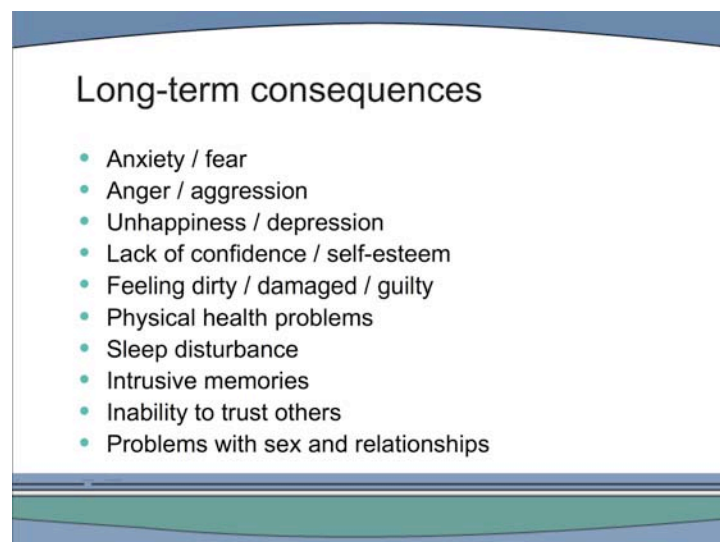 Long-term consequences
• Anxiety / fear
• Anger / aggression
• Unhappiness / depression
• Lack of confidence / self-esteem
• Feeling dirty / damaged / guilty
• Physical health problems
• Sleep disturbance
• Intrusive memories
• Inability to trust others
• Problems with sex and relationships